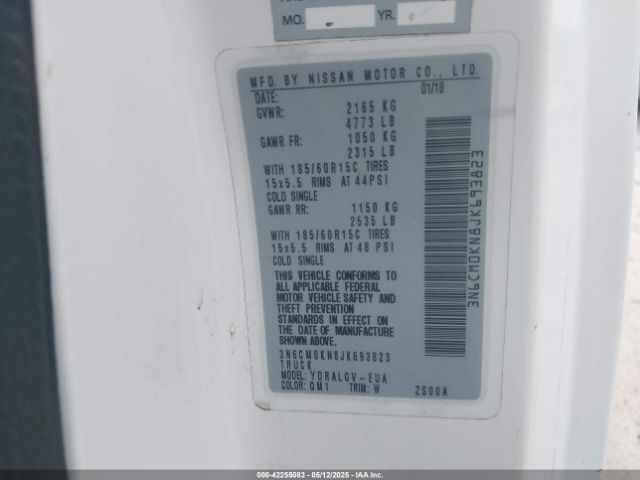 MO. YR.
MFD. BY NISSAN MOTOR CO., LTD.
DATE: 01/18
GVWR: 2165 KG
4773 LB
GAWR FR: 1050 KG
2315 LB
WITH 185/60R15C TIRES
15x5.5 RIMS AT 44PSI
COLD SINGLE
GAWR RR: 1150 KG
2535 LB
WITH 185/60R15C TIRES
15x5.5 RIMS AT 48 PSI
COLD SINGLE
THIS VEHICLE CONFORMS TO
ALL APPLICABLE FEDERAL
MOTOR VEHICLE SAFETY AND
THEFT PREVENTION
STANDARDS IN EFFECT ON
THE DATE OF MANUFACTURE
SHOWN ABOVE.
3N6CM0KN8JK693823
TRUCK
MODEL: YDRALGV-EUA
COLOR: QM1 TRIM: W 2S00A
3N6CM0KN8JK693823
000-42255083 - 05/12/2025 - IAA Inc.